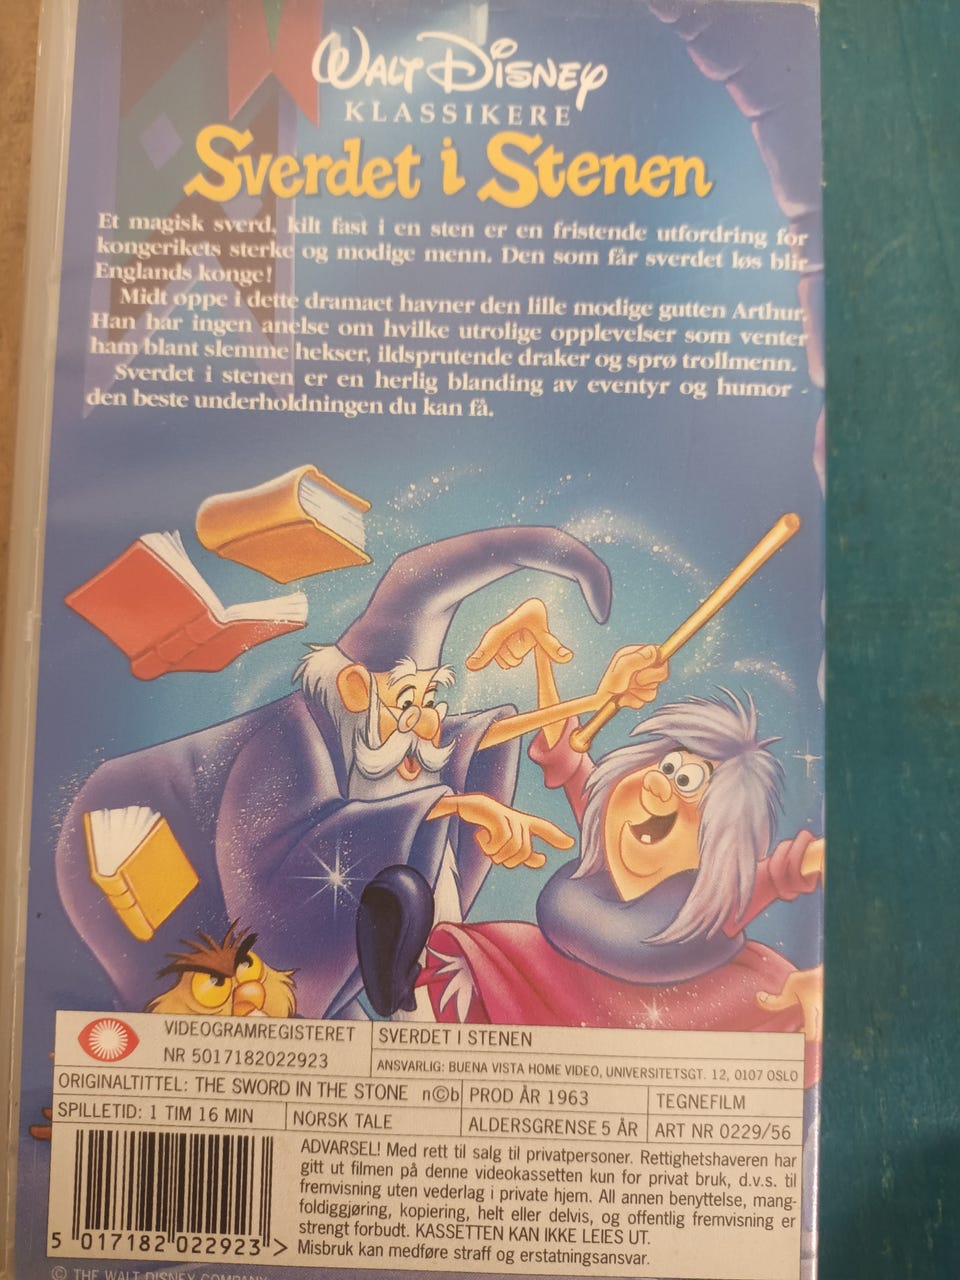 WALT DISNEY
KLASSIKERE
Sverdet i Stenen
Et magisk sverd, kilt fast i en sten er en fristende utfordring for
kongerikets sterke og modige menn. Den som får sverdet løs blir
Englands konge!
Midt oppe i dette dramaet havner den lille modige gutten Arthur.
Han har ingen anelse om hvilke utrolige opplevelser som venter
ham blant slemme hekser, ildsprutende draker og sprø trollmenn.
Sverdet i stenen er en herlig blanding av eventyr og humor -
den beste underholdningen du kan få.
VIDEOGRAMREGISTERET
NR 5017182022923
SVERDET I STENEN
ANSVARLIG: BUENA VISTA HOME VIDEO, UNIVERSITETSGT. 12, 0107 OSLO
ORIGINALTITTEL: THE SWORD IN THE STONE n©b
PROD ÅR 1963
TEGNEFILM
SPILLETID: 1 TIM 16 MIN
NORSK TALE
ALDERSGRENSE 5 ÅR
ART NR 0229/56
ADVARSEL! Med rett til salg til privatpersoner. Rettighetshaveren har
gitt ut filmen på denne videokassetten kun for privat bruk, d.v.s. til
fremvisning uten vederlag i private hjem. All annen benyttelse, mang-
foldiggjøring, kopiering, helt eller delvis, og offentlig fremvisning er
strengt forbudt. KASSETTEN KAN IKKE LEIES UT.
Misbruk kan medføre straff og erstatningsansvar.
5 017182 022923 >
© THE WALT DISNEY COMPANY